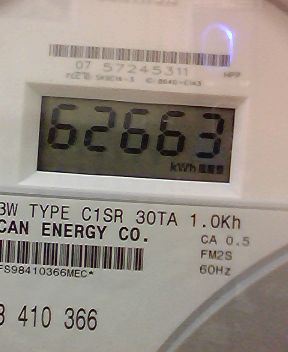 07 57245311
62663
kWh
3W TYPE C1SR 30TA 1.0Kh
CAN ENERGY CO.
CA 0.5
FM2S
60Hz
FS98410366MEC*
8 410 366